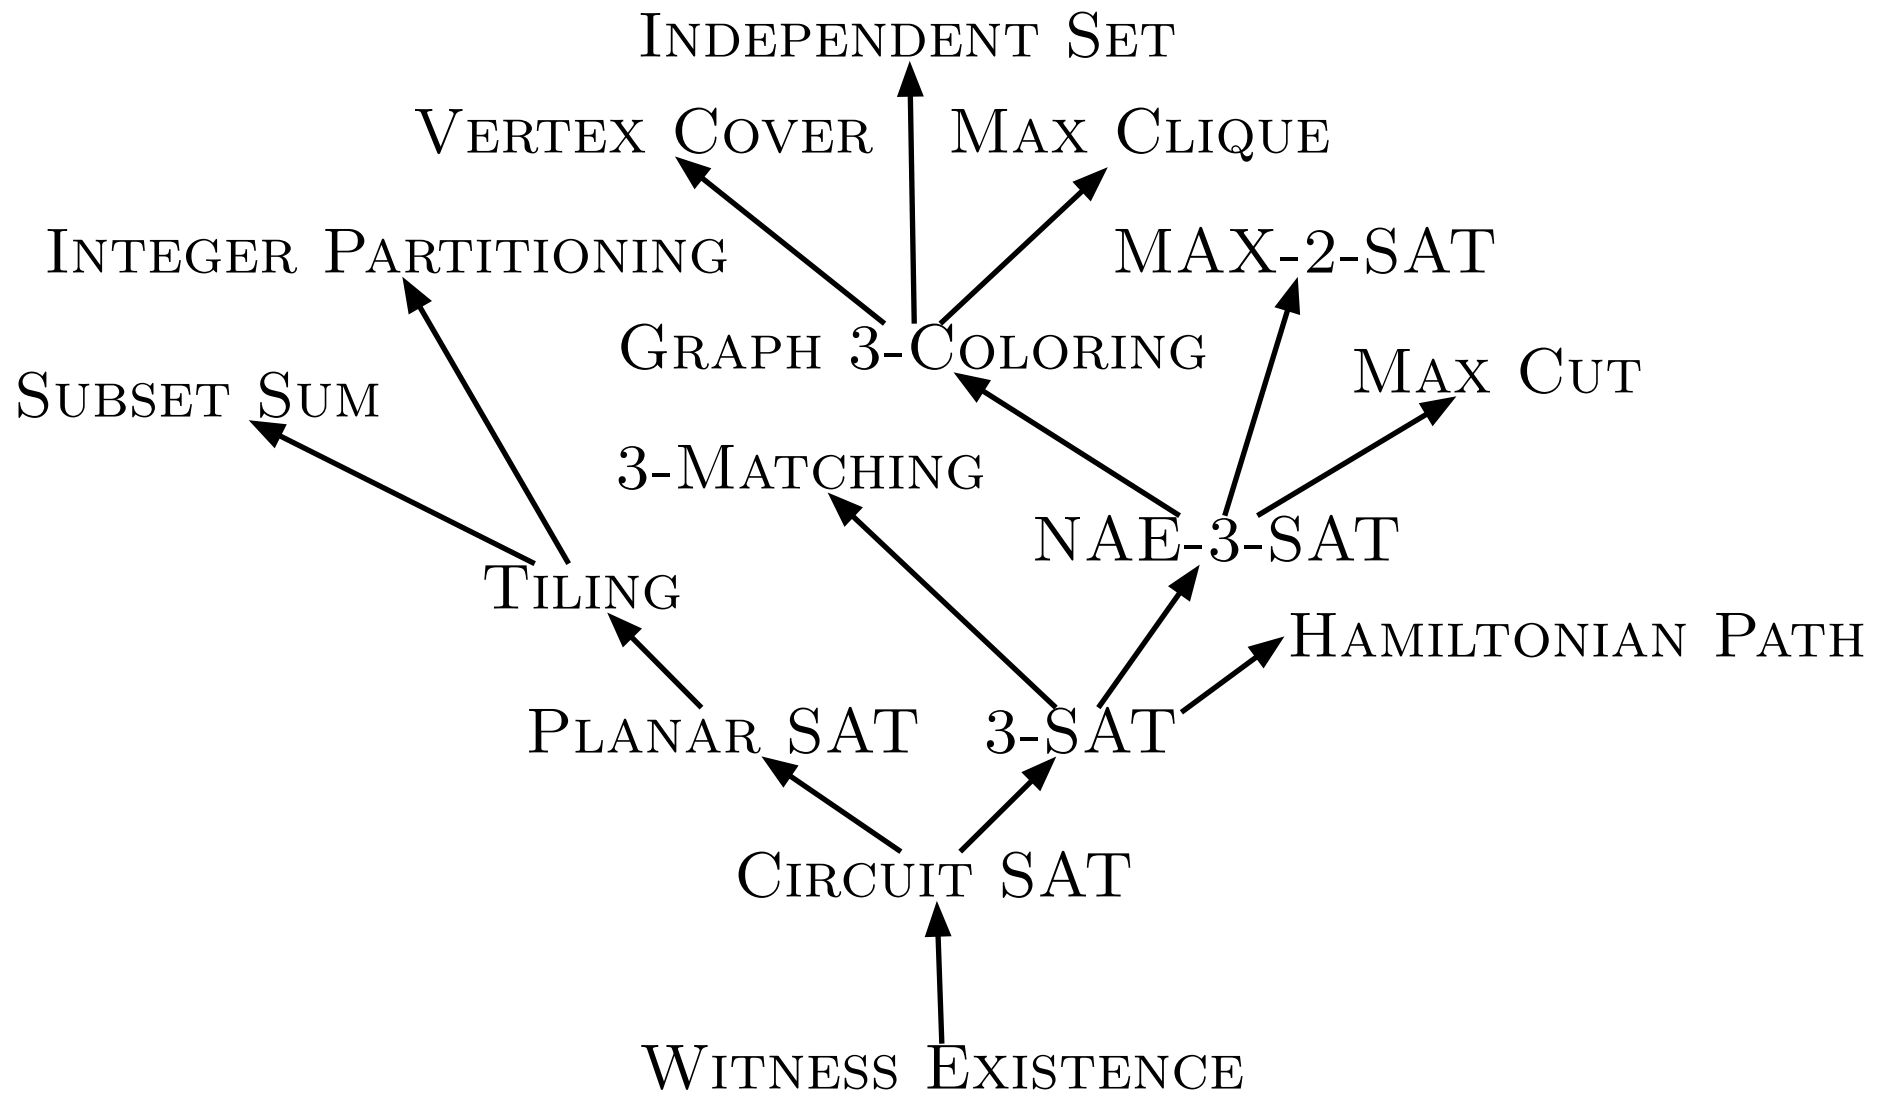 Independent Set
Vertex Cover
Max Clique
Integer Partitioning
MAX-2-SAT
Graph 3-Coloring
Subset Sum
Max Cut
3-Matching
NAE-3-SAT
Tiling
Hamiltonian Path
Planar SAT
3-SAT
Circuit SAT
Witness Existence